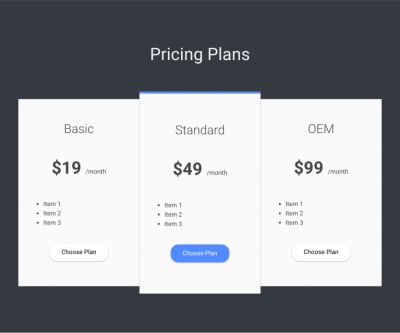 Pricing Plans
Basic
$19 /month
• Item 1
• Item 2
• Item 3
Choose Plan
Standard
$49 /month
• Item 1
• Item 2
• Item 3
Choose Plan
OEM
$99 /month
• Item 1
• Item 2
• Item 3
Choose Plan